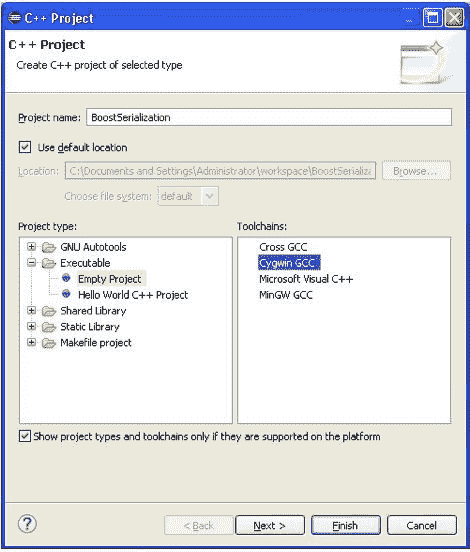 C++ Project
C++ Project
Create C++ project of selected type
Project name: BoostSerialization
Use default location
Location: C:\Documents and Settings\Administrator\workspace\BoostSerializa
Browse...
Choose file system: default
Project type:
GNU Autotools
Executable
Empty Project
Hello World C++ Project
Shared Library
Static Library
Makefile project
Toolchains:
Cross GCC
Cygwin GCC
Microsoft Visual C++
MinGW GCC
Show project types and toolchains only if they are supported on the platform
? < Back Next > Finish Cancel